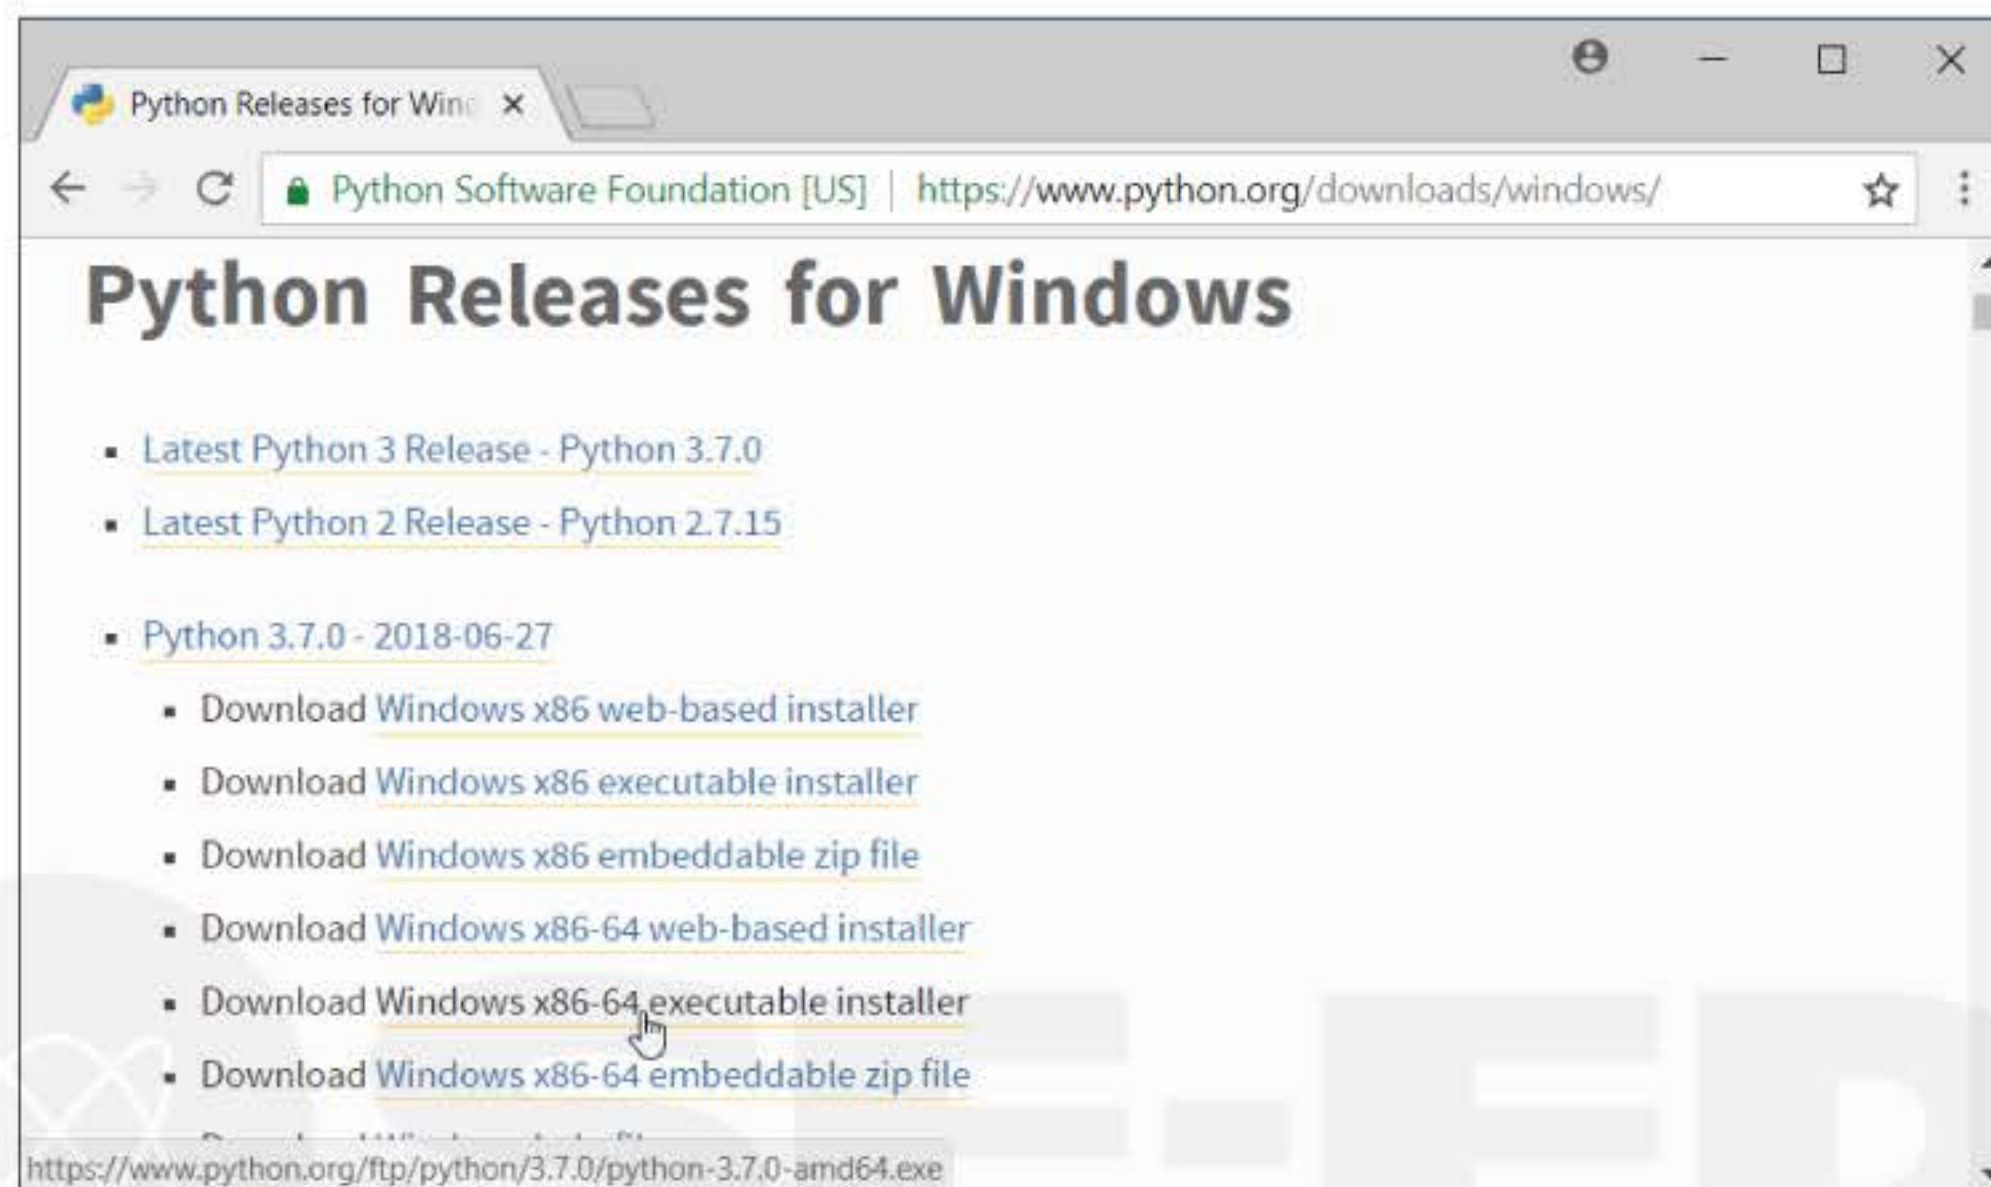 Python Releases for Wind
Python Software Foundation [US] | https://www.python.org/downloads/windows/
Python Releases for Windows
Latest Python 3 Release - Python 3.7.0
Latest Python 2 Release - Python 2.7.15
Python 3.7.0 - 2018-06-27
Download Windows x86 web-based installer
Download Windows x86 executable installer
Download Windows x86 embeddable zip file
Download Windows x86-64 web-based installer
Download Windows x86-64 executable installer
Download Windows x86-64 embeddable zip file
https://www.python.org/ftp/python/3.7.0/python-3.7.0-amd64.exe